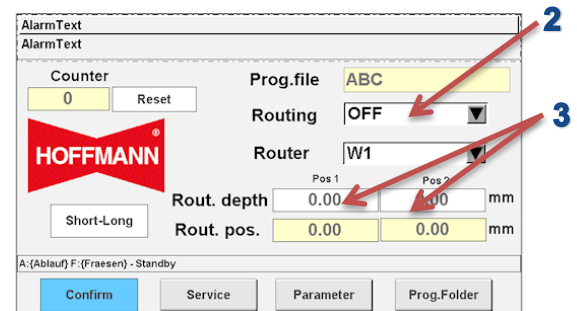 AlarmText
AlarmText
2
Counter
Prog.file ABC
0 Reset
Routing OFF
3
®
HOFFMANN
Router W1
Pos 1 Pos 2
Rout. depth 0.00 0.00 mm
Short-Long
Rout. pos. 0.00 0.00 mm
A:{Ablauf} F:{Fraesen} - Standby
Confirm Service Parameter Prog.Folder